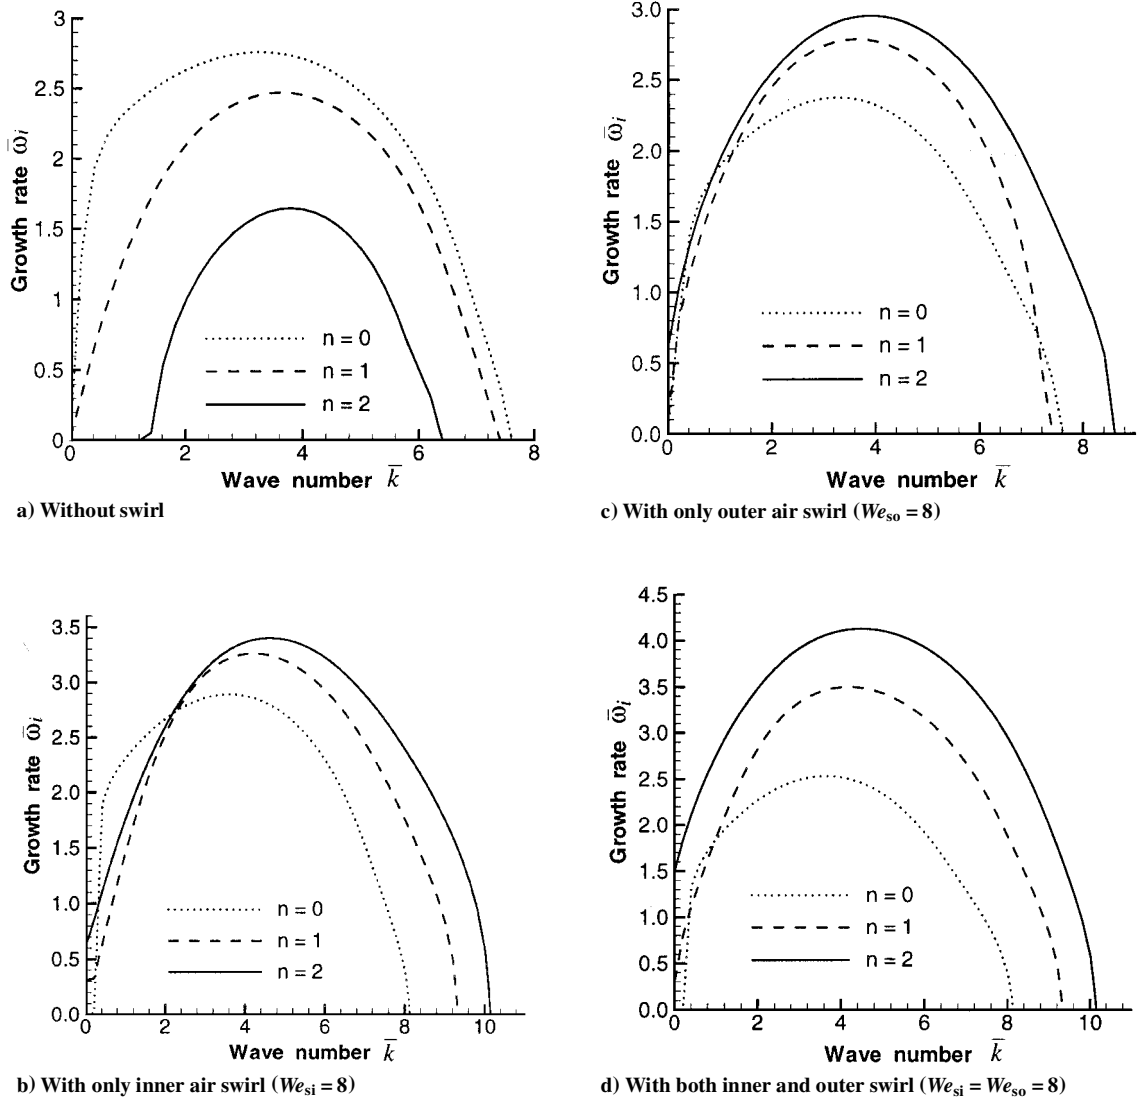 3
2.5
2
1.5
1
0.5
0
Growth rate ω̄i
n = 0
n = 1
n = 2
0 2 4 6 8
Wave number k̄
a) Without swirl
3.0
2.5
2.0
1.5
1.0
0.5
0.0
Growth rate ω̄i
n = 0
n = 1
n = 2
0 2 4 6 8
Wave number k̄
c) With only outer air swirl (Weso = 8)
3.5
3.0
2.5
2.0
1.5
1.0
0.5
0.0
Growth rate ω̄i
n = 0
n = 1
n = 2
0 2 4 6 8 10
Wave number k̄
b) With only inner air swirl (Wesi = 8)
4.5
4.0
3.5
3.0
2.5
2.0
1.5
1.0
0.5
0.0
Growth rate ω̄i
n = 0
n = 1
n = 2
0 2 4 6 8 10
Wave number k̄
d) With both inner and outer swirl (Wesi = Weso = 8)